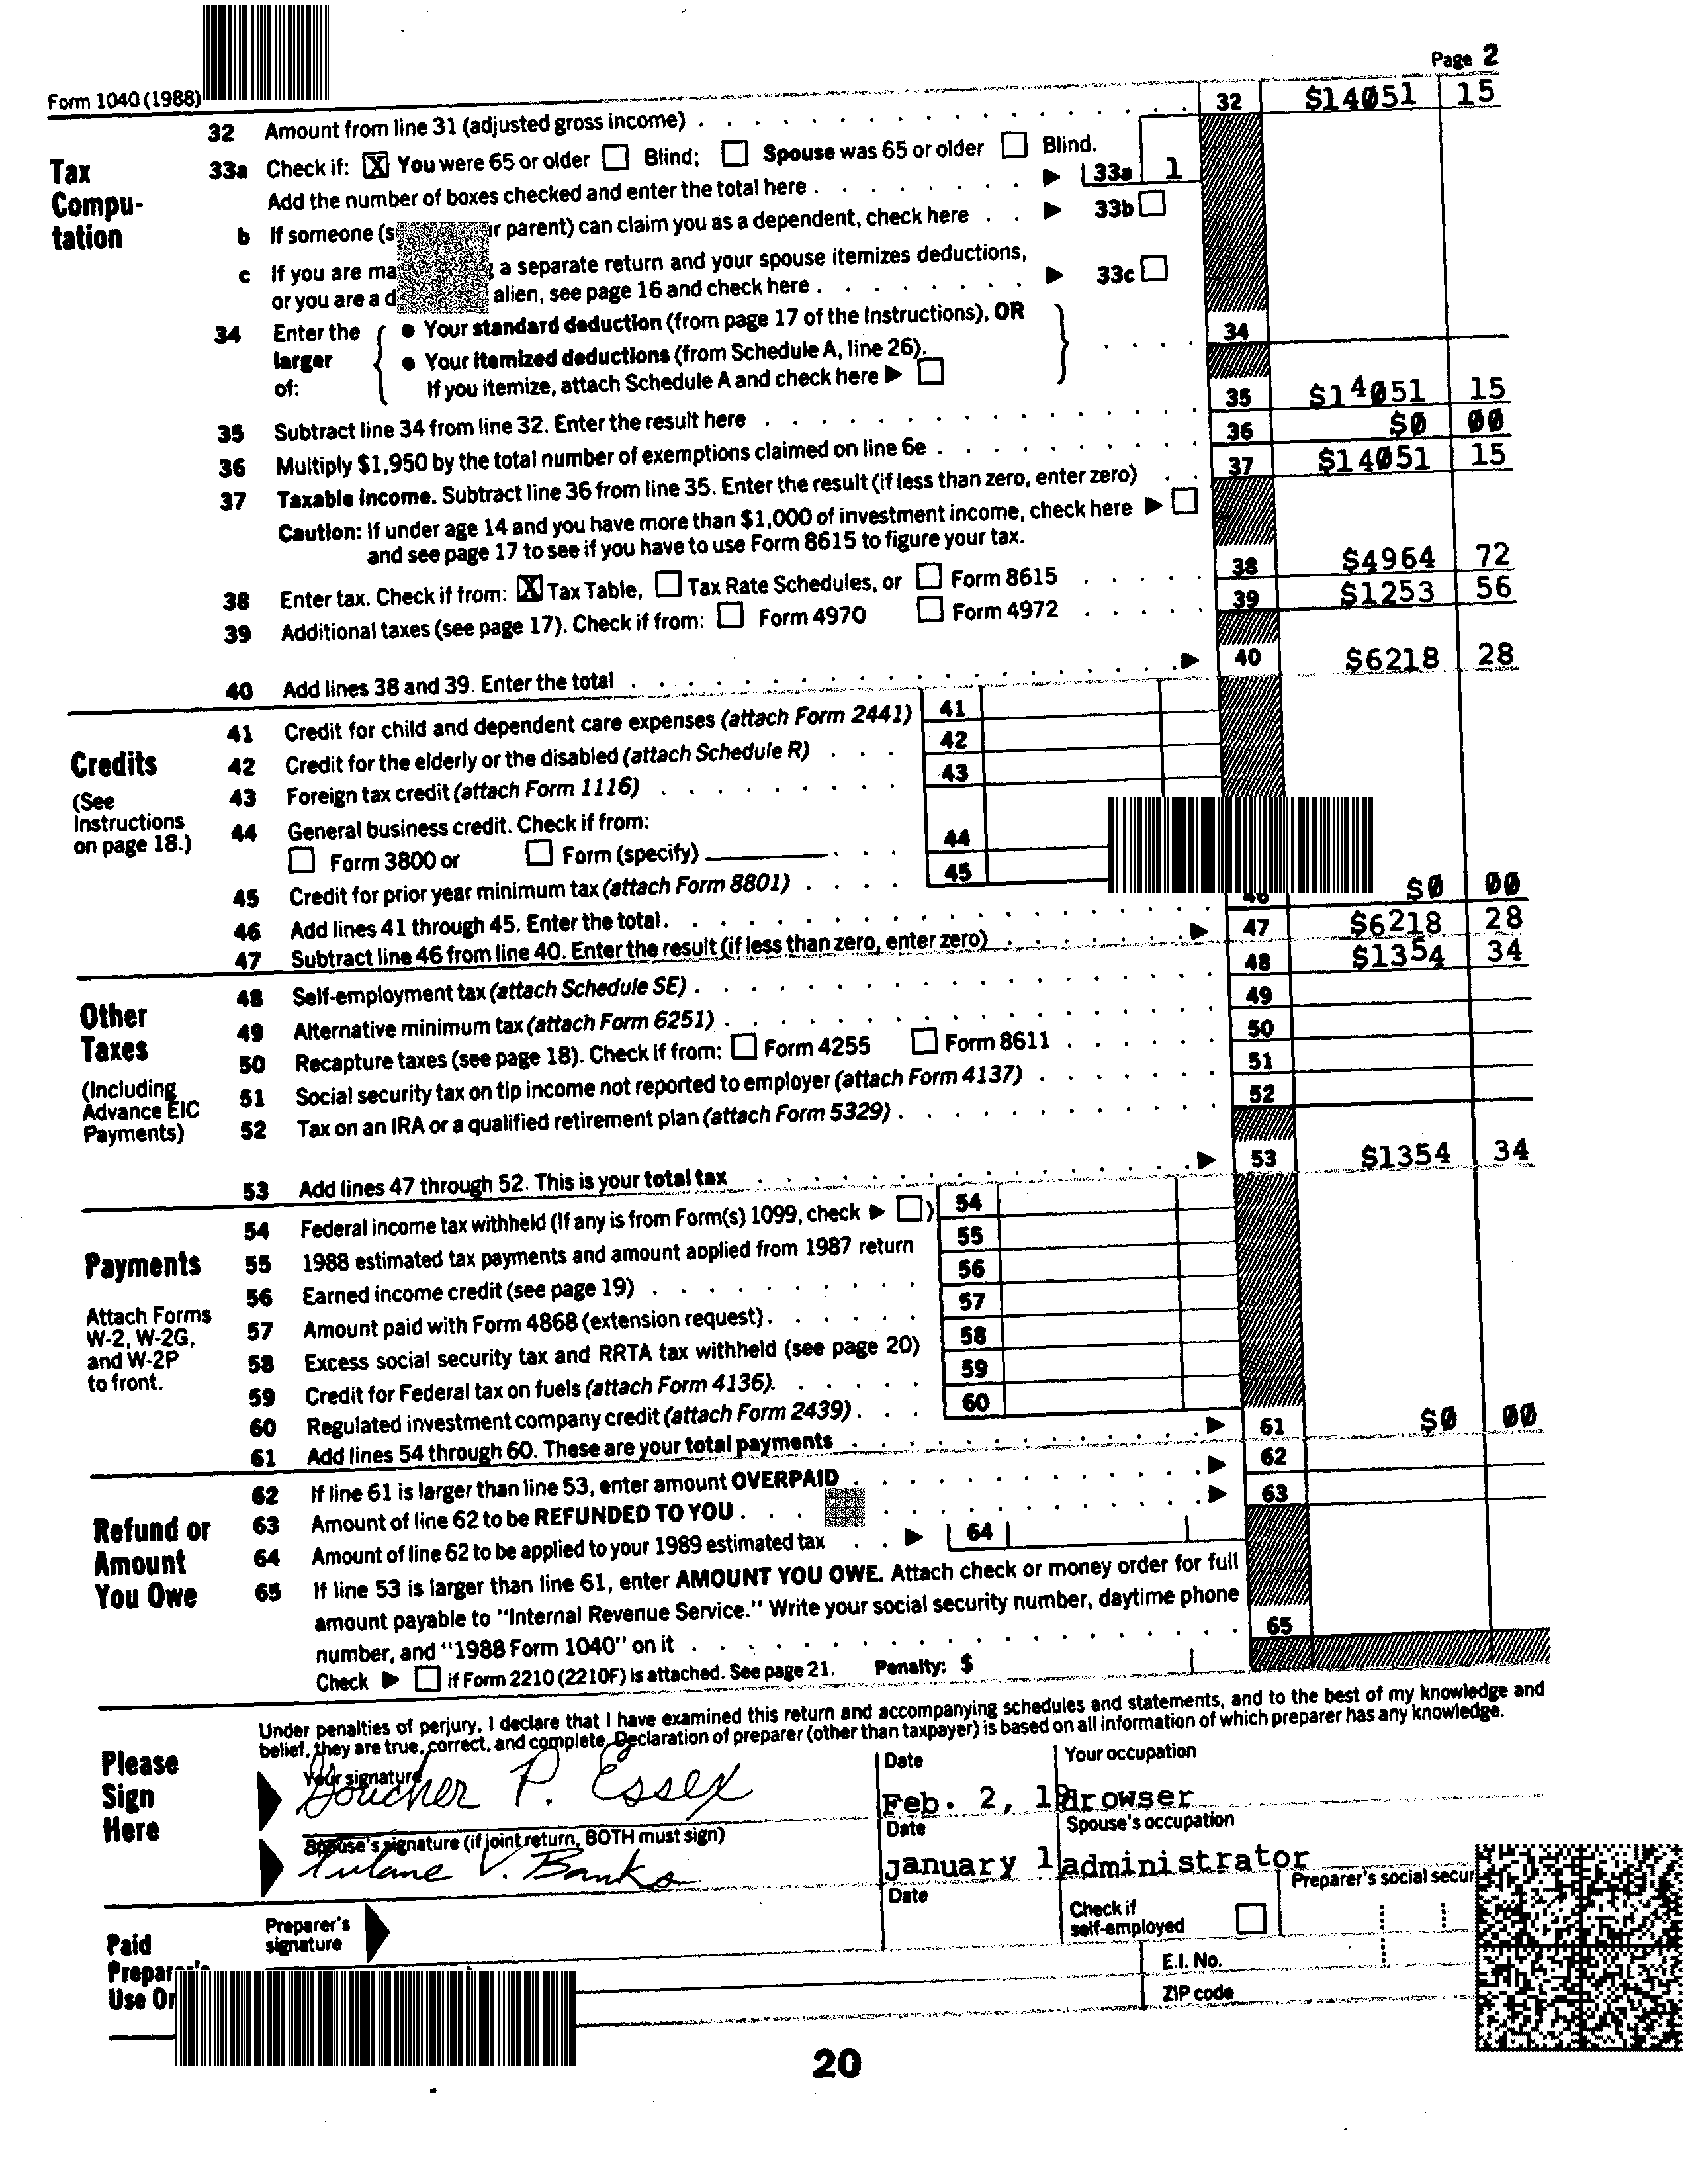 Form 1040 (1988)
Page 2
Tax Compu-tation
32 Amount from line 31 (adjusted gross income) . . . 32 $14051 15
33a Check if: X You were 65 or older Blind; Spouse was 65 or older Blind.
Add the number of boxes checked and enter the total here . . . 33a 1
b If someone (s r parent) can claim you as a dependent, check here . . 33b
c If you are ma a separate return and your spouse itemizes deductions,
or you are a d alien, see page 16 and check here . . . 33c
34 Enter the larger of:
• Your standard deduction (from page 17 of the Instructions), OR
• Your itemized deductions (from Schedule A, line 26).
If you itemize, attach Schedule A and check here
34
35 Subtract line 34 from line 32. Enter the result here . . . 35 $14051 15
36 Multiply $1,950 by the total number of exemptions claimed on line 6e . . . 36 $0 00
37 Taxable income. Subtract line 36 from line 35. Enter the result (if less than zero, enter zero) . . 37 $14051 15
Caution: If under age 14 and you have more than $1,000 of investment income, check here
and see page 17 to see if you have to use Form 8615 to figure your tax.
38 Enter tax. Check if from: X Tax Table, Tax Rate Schedules, or Form 8615 . . . 38 $4964 72
39 Additional taxes (see page 17). Check if from: Form 4970 Form 4972 . . . 39 $1253 56
40 Add lines 38 and 39. Enter the total . . . 40 $6218 28
Credits
(See Instructions on page 18.)
41 Credit for child and dependent care expenses (attach Form 2441) 41
42 Credit for the elderly or the disabled (attach Schedule R) . . . 42
43 Foreign tax credit (attach Form 1116) . . . 43
44 General business credit. Check if from:
Form 3800 or Form (specify) . . . 44
45 Credit for prior year minimum tax (attach Form 8801) . . . 45
46 Add lines 41 through 45. Enter the total . . . 46 $0 00
47 Subtract line 46 from line 40. Enter the result (if less than zero, enter zero) . . . 47 $6218 28
Other Taxes
(Including Advance EIC Payments)
48 Self-employment tax (attach Schedule SE) . . . 48 $1354 34
49 Alternative minimum tax (attach Form 6251) . . . 49
50 Recapture taxes (see page 18). Check if from: Form 4255 Form 8611 . . . 50
51 Social security tax on tip income not reported to employer (attach Form 4137) . . . 51
52 Tax on an IRA or a qualified retirement plan (attach Form 5329) . . . 52
53 Add lines 47 through 52. This is your total tax . . . 53 $1354 34
Payments
Attach Forms W-2, W-2G, and W-2P to front.
54 Federal income tax withheld (If any is from Form(s) 1099, check ) 54
55 1988 estimated tax payments and amount applied from 1987 return 55
56 Earned income credit (see page 19) . . . 56
57 Amount paid with Form 4868 (extension request) . . . 57
58 Excess social security tax and RRTA tax withheld (see page 20) 58
59 Credit for Federal tax on fuels (attach Form 4136). . . . 59
60 Regulated investment company credit (attach Form 2439) . . . 60
61 Add lines 54 through 60. These are your total payments . . . 61 $0 00
Refund or Amount You Owe
62 If line 61 is larger than line 53, enter amount OVERPAID . . . 62
63 Amount of line 62 to be REFUNDED TO YOU . . . 63
64 Amount of line 62 to be applied to your 1989 estimated tax . . 64
65 If line 53 is larger than line 61, enter AMOUNT YOU OWE. Attach check or money order for full
amount payable to "Internal Revenue Service." Write your social security number, daytime phone
number, and "1988 Form 1040" on it . . . 65
Check if Form 2210 (2210F) is attached. See page 21. Penalty: $
Please Sign Here
Under penalties of perjury, I declare that I have examined this return and accompanying schedules and statements, and to the best of my knowledge and
belief, they are true, correct, and complete. Declaration of preparer (other than taxpayer) is based on all information of which preparer has any knowledge.
Your signature Date Your occupation
Goucher P. Essex Feb. 2, 19 drowser
Spouse's signature (if joint return, BOTH must sign) Date Spouse's occupation
Tulane V. Banks January 1 administrator
Paid Preparer's Use On
Preparer's signature Date Check if self-employed Preparer's social secur
E.I. No.
ZIP code
20